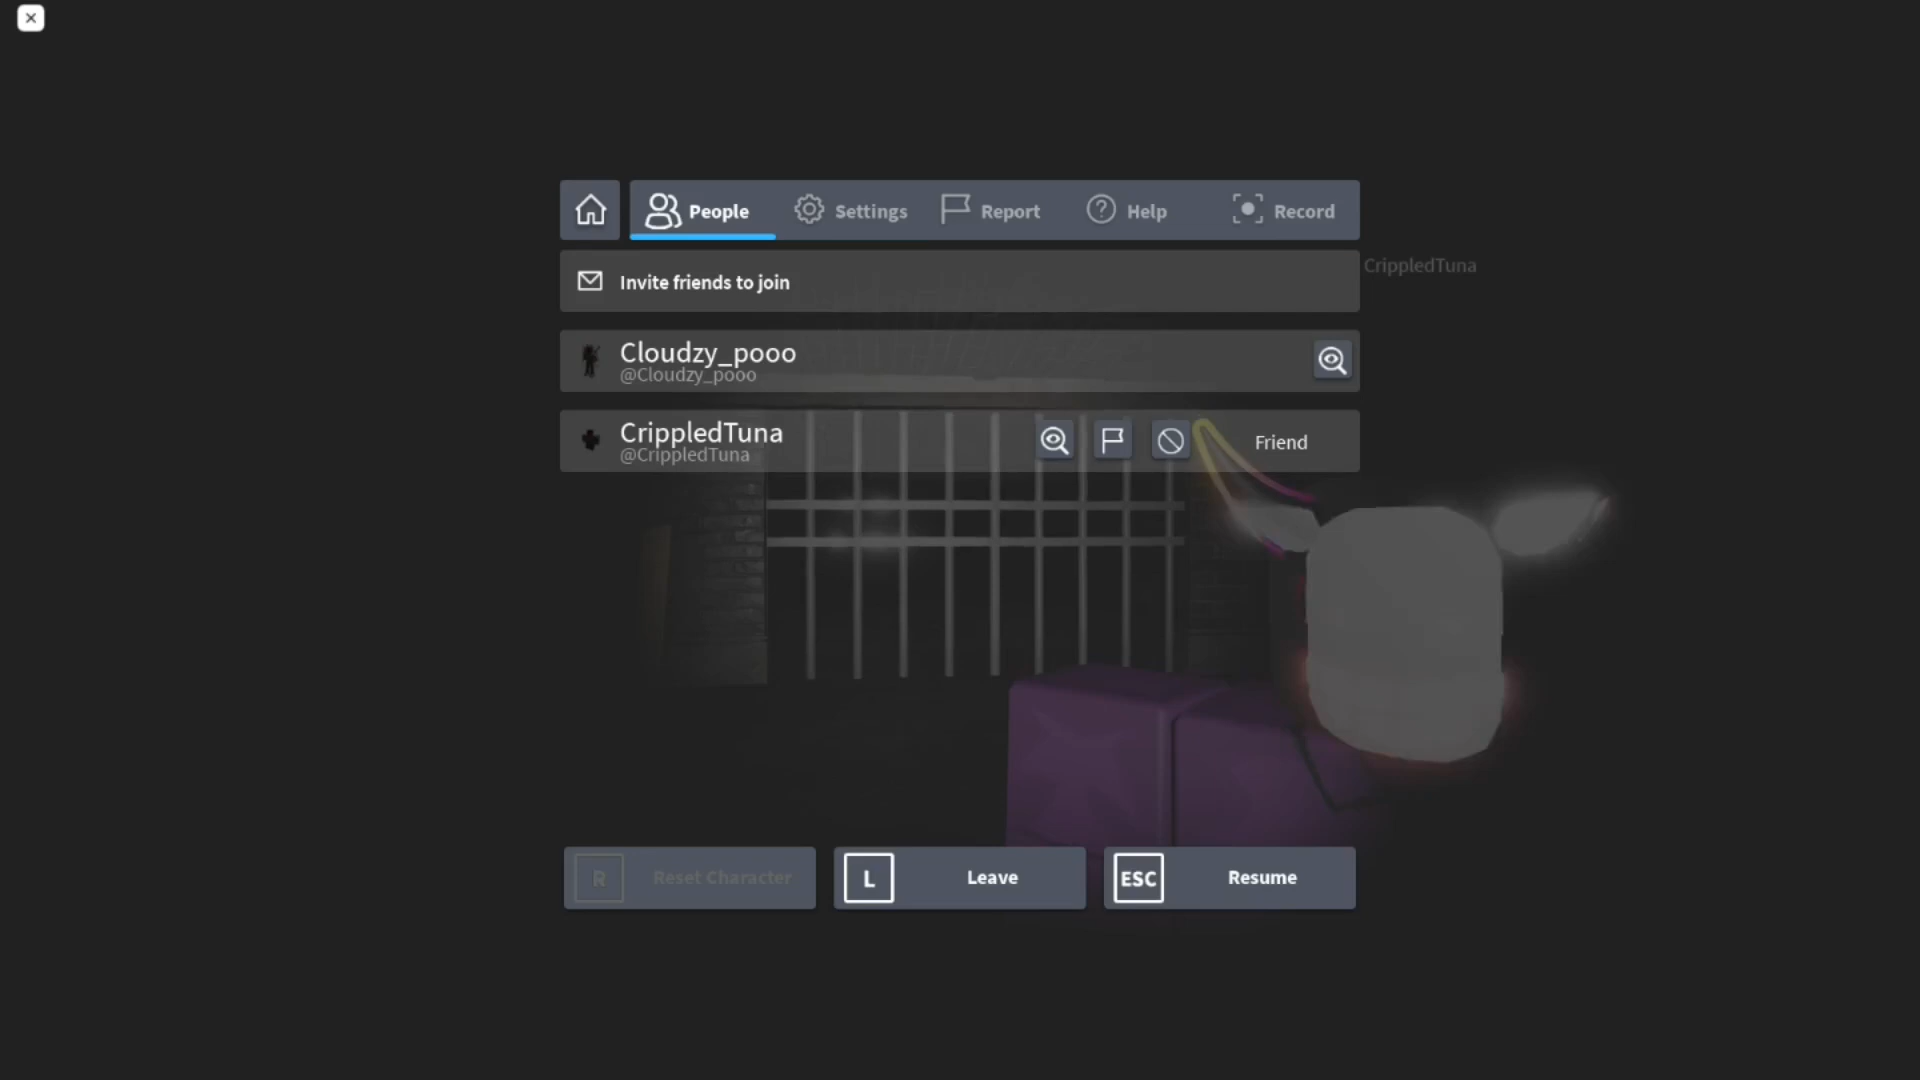 People
Settings
Report
Help
Record
Invite friends to join
CrippledTuna
Cloudzy_pooo
@Cloudzy_pooo
CrippledTuna
@CrippledTuna
Friend
R Reset Character
L Leave
ESC Resume